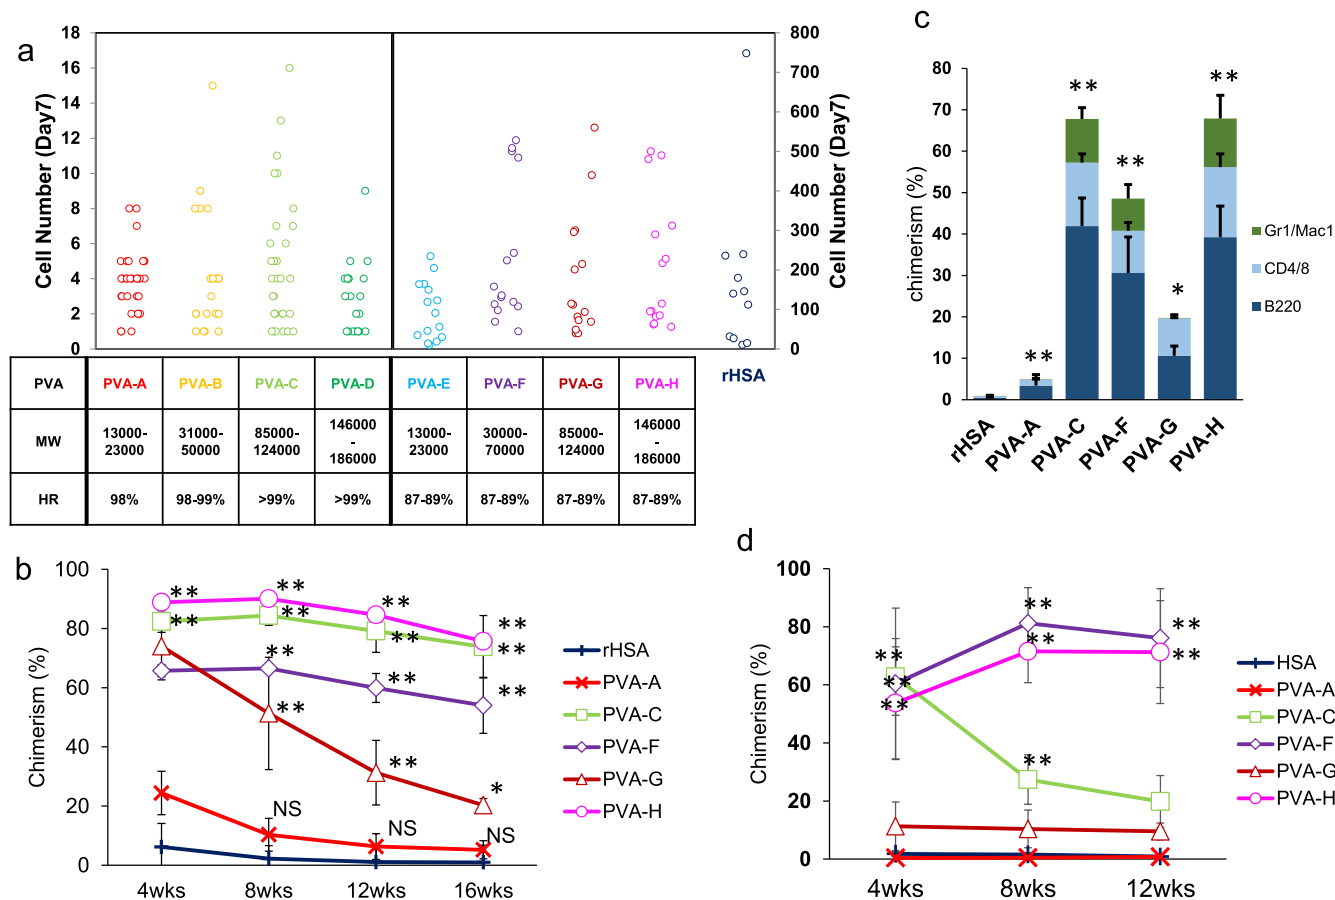 a
Cell Number (Day7)
18
16
14
12
10
8
6
4
2
0
800
700
600
500
400
300
200
100
0
Cell Number (Day7)
PVA PVA-A PVA-B PVA-C PVA-D PVA-E PVA-F PVA-G PVA-H rHSA
MW 13000-23000 31000-50000 85000-124000 146000-186000 13000-23000 30000-70000 85000-124000 146000-186000
HR 98% 98-99% >99% >99% 87-89% 87-89% 87-89% 87-89%
c
chimerism (%)
80
70
60
50
40
30
20
10
0
** ** ** ** * **
rHSA PVA-A PVA-C PVA-F PVA-G PVA-H
Gr1/Mac1
CD4/8
B220
b
Chimerism (%)
100
80
60
40
20
0
** ** ** **
** ** ** **
** ** **
** ** *
NS NS NS
4wks 8wks 12wks 16wks
rHSA
PVA-A
PVA-C
PVA-F
PVA-G
PVA-H
d
Chimerism (%)
100
80
60
40
20
0
** ** **
** ** **
** **
4wks 8wks 12wks
HSA
PVA-A
PVA-C
PVA-F
PVA-G
PVA-H